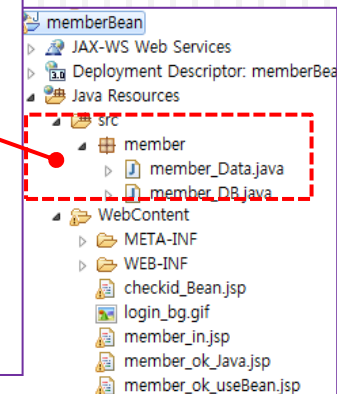 memberBean
JAX-WS Web Services
Deployment Descriptor: memberBea
Java Resources
src
member
member_Data.java
member_DB.java
WebContent
META-INF
WEB-INF
checkid_Bean.jsp
login_bg.gif
member_in.jsp
member_ok_Java.jsp
member_ok_useBean.jsp